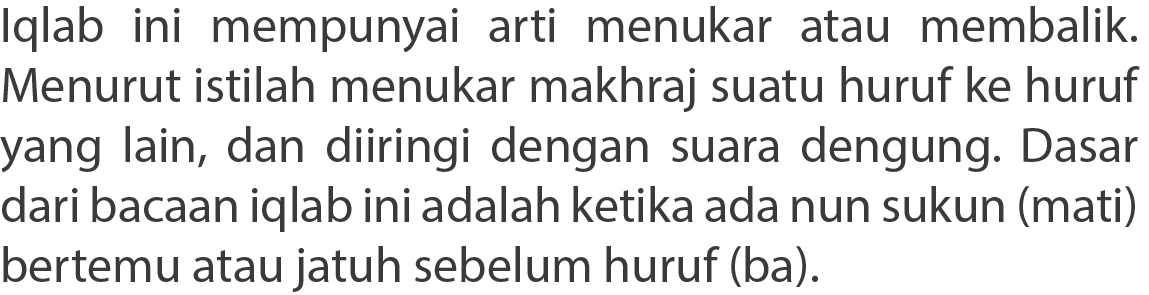 Iqlab ini mempunyai arti menukar atau membalik.
Menurut istilah menukar makhraj suatu huruf ke huruf
yang lain, dan diiringi dengan suara dengung. Dasar
dari bacaan iqlab ini adalah ketika ada nun sukun (mati)
bertemu atau jatuh sebelum huruf (ba).